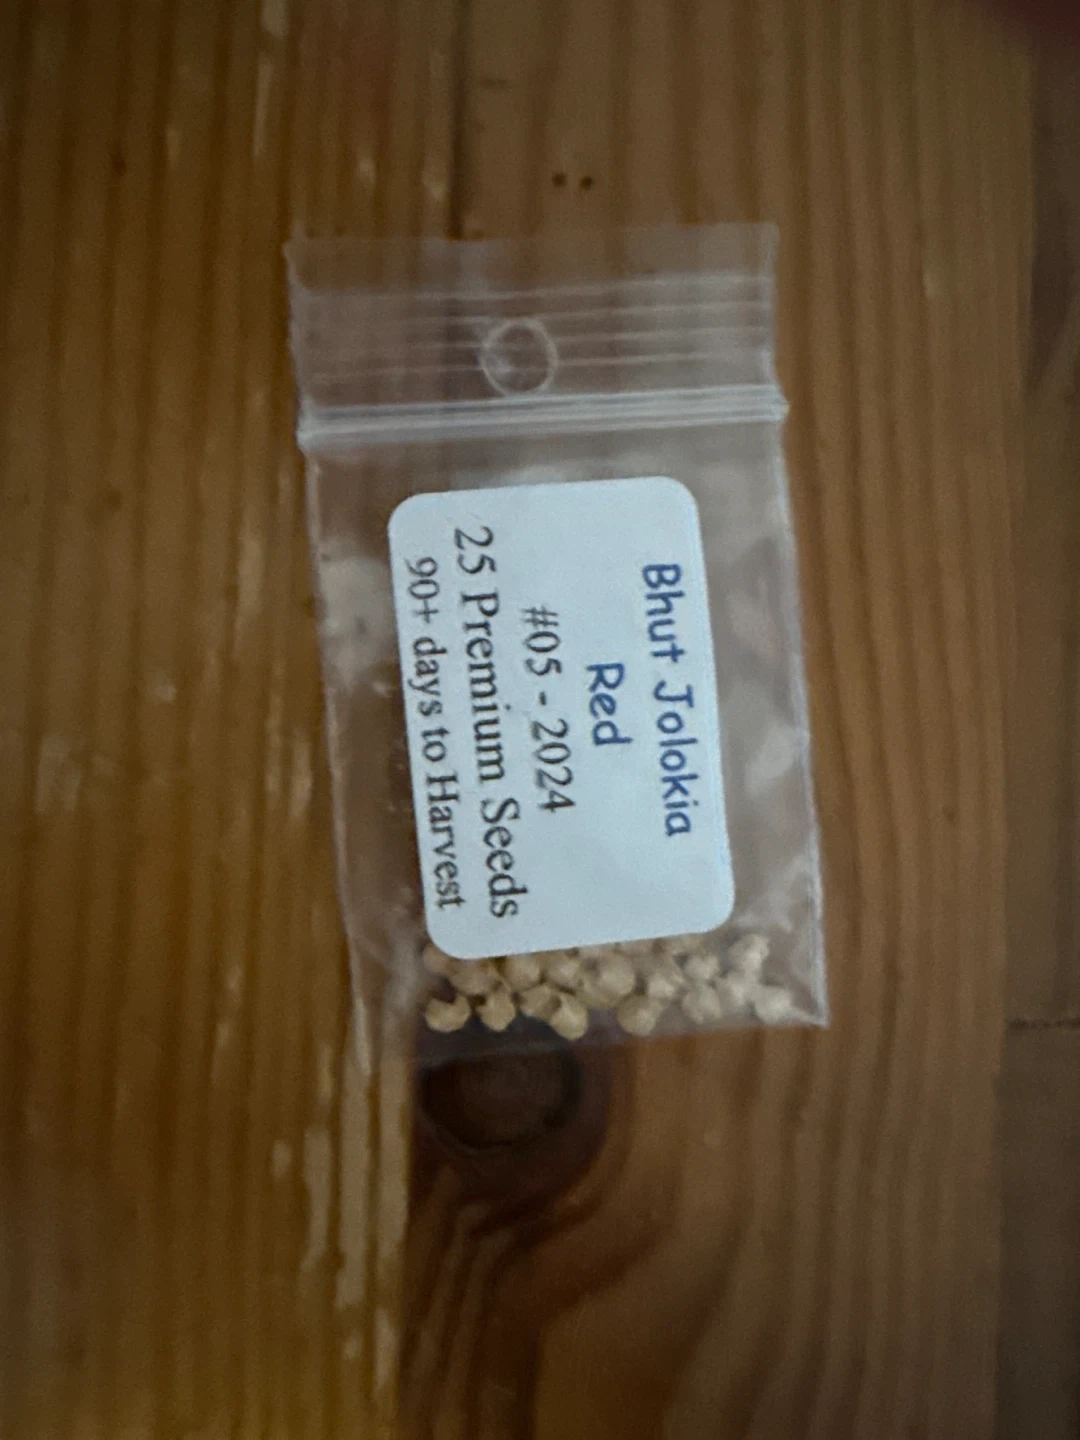 Bhut Jolokia
Red
#05 - 2024
25 Premium Seeds
90+ days to Harvest